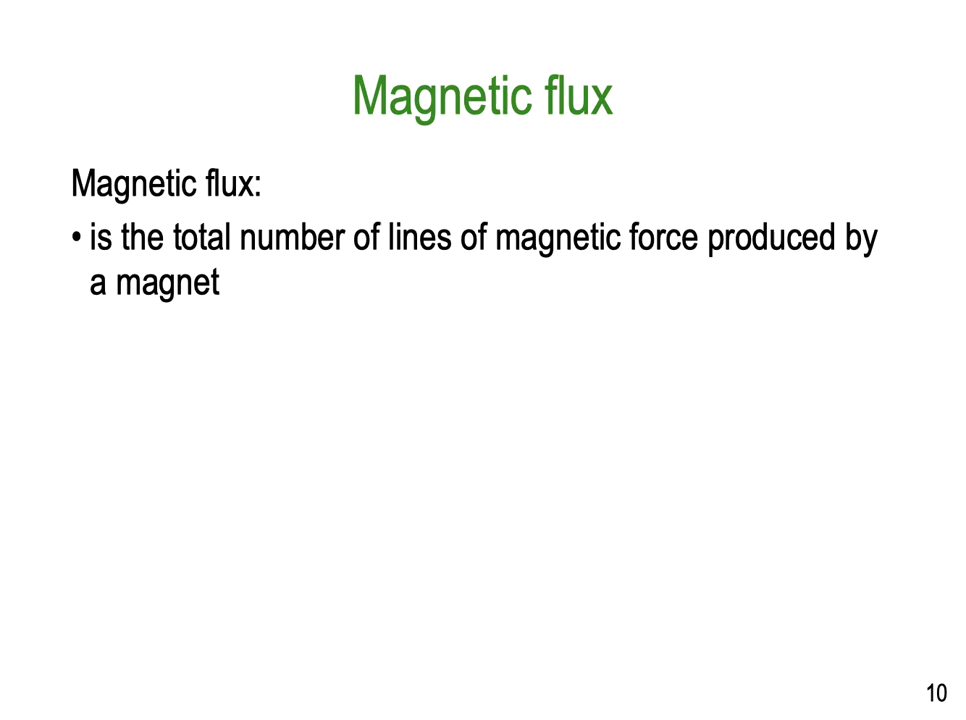 Magnetic flux
Magnetic flux:
• is the total number of lines of magnetic force produced by
a magnet
10